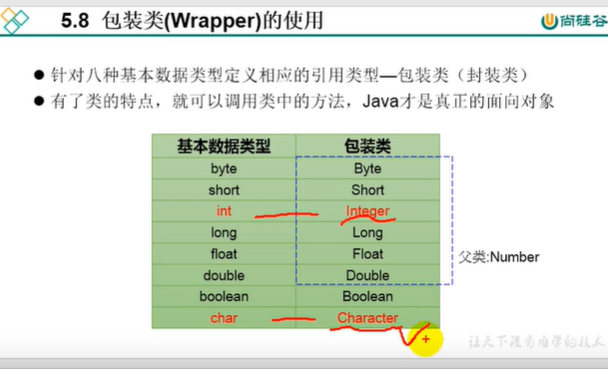 5.8 包装类(Wrapper)的使用
尚硅谷
● 针对八种基本数据类型定义相应的引用类型—包装类（封装类）
● 有了类的特点，就可以调用类中的方法，Java才是真正的面向对象
基本数据类型 包装类
byte Byte
short Short
int Integer
long Long
float Float
double Double
父类:Number
boolean Boolean
char Character
让天下没有难学的技术